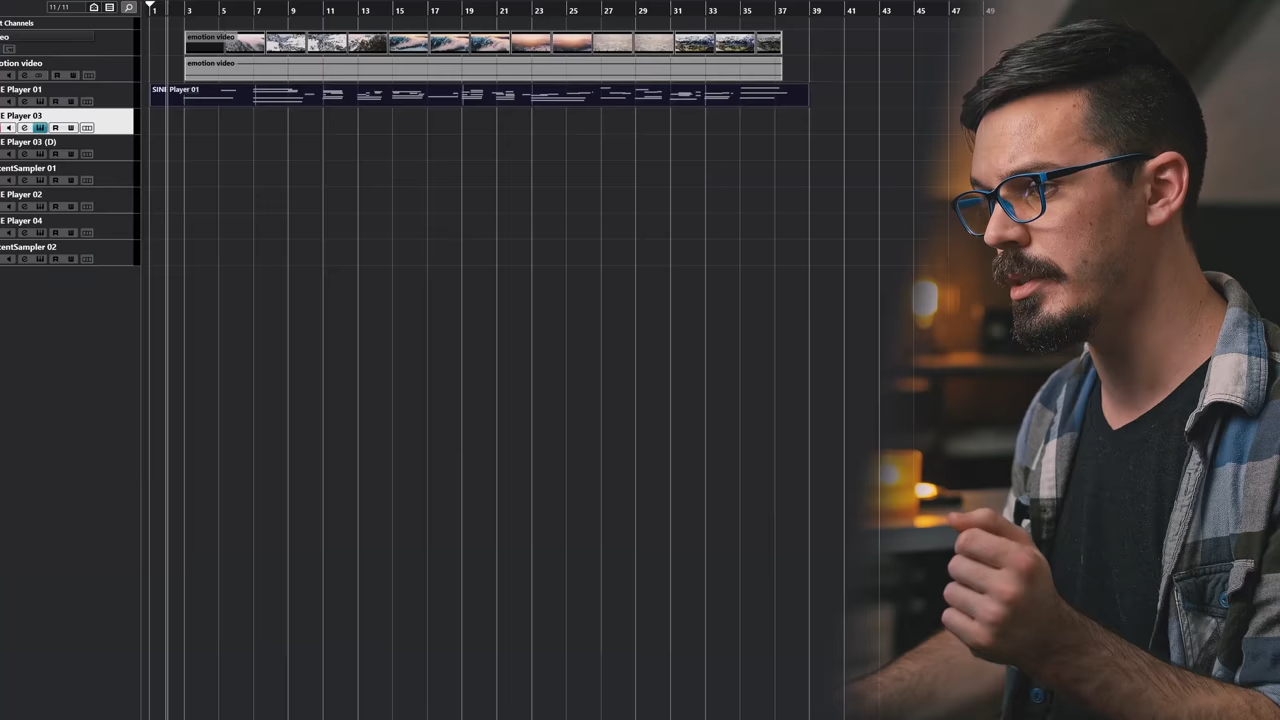 11 / 11
1 3 5 7 9 11 13 15 17 19 21 23 25 27 29 31 33 35 37 39 41 43 45 47 49
t Channels
eo
emotion video
otion video
emotion video
E Player 01
SINE Player 01
E Player 03
E Player 03 (D)
centSampler 01
E Player 02
E Player 04
centSampler 02